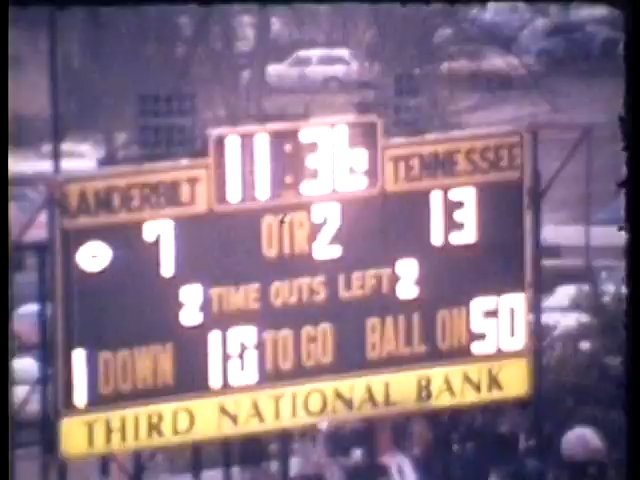 VANDERBILT 11:36 TENNESSEE
7 QTR 2 13
2 TIME OUTS LEFT 2
1 DOWN 10 TO GO BALL ON 50
THIRD NATIONAL BANK